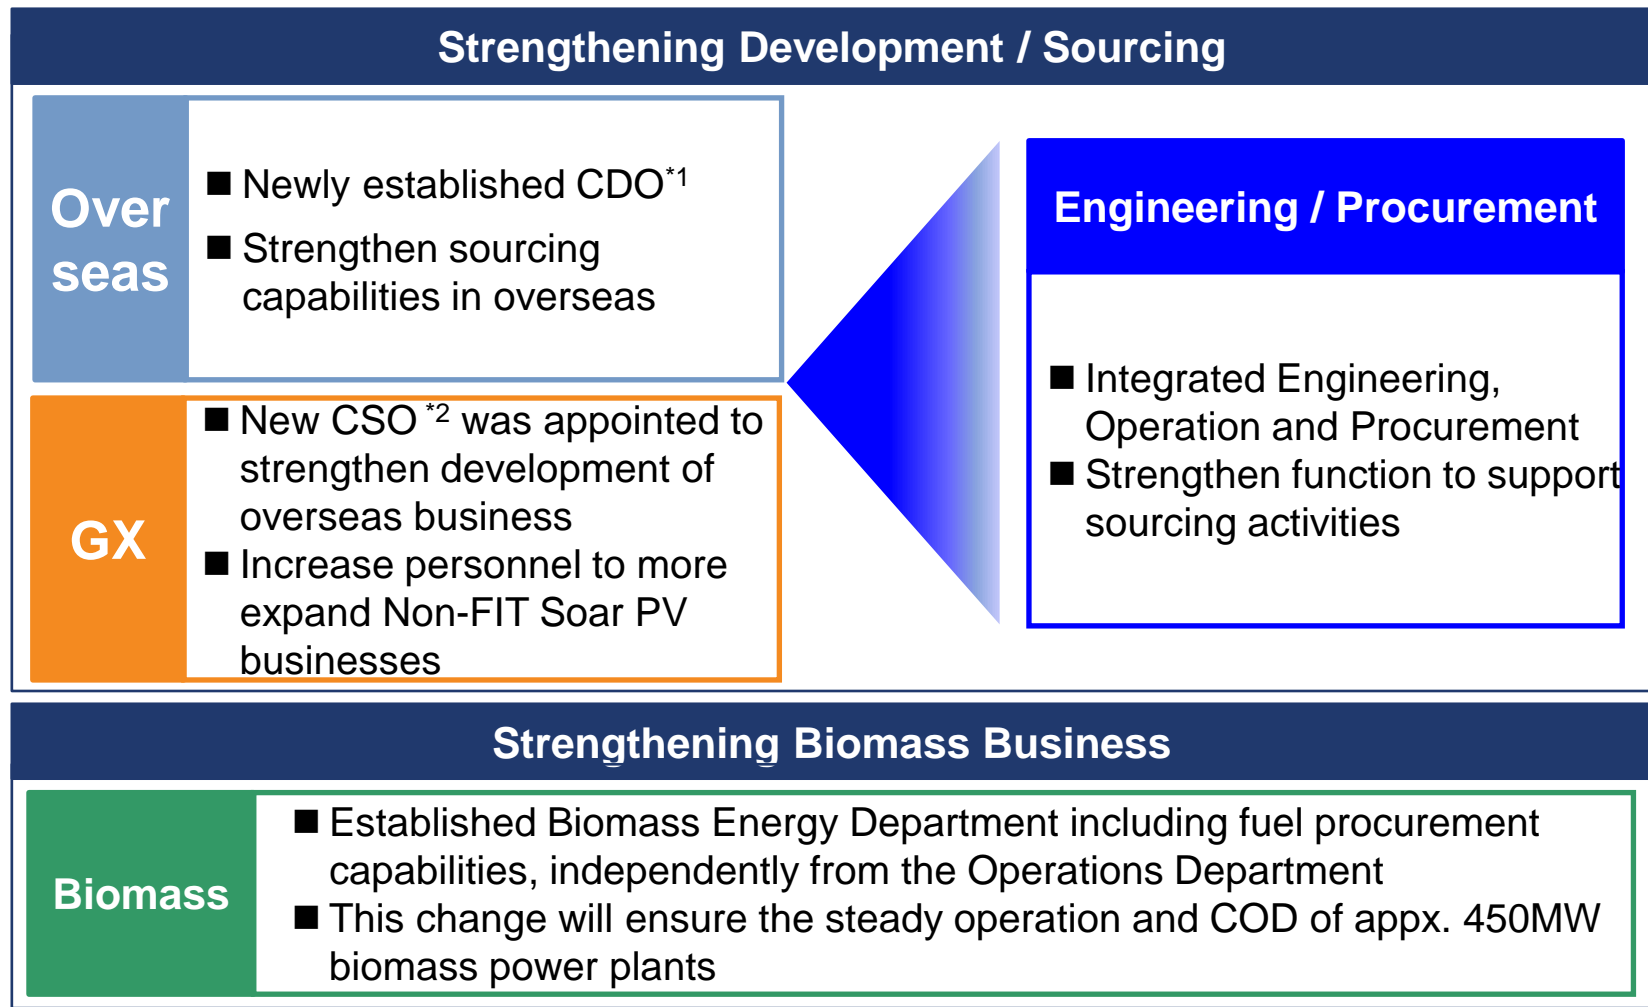 Strengthening Development / Sourcing
Over
seas
■ Newly established CDO*1
■ Strengthen sourcing
capabilities in overseas
GX
■ New CSO *2 was appointed to
strengthen development of
overseas business
■ Increase personnel to more
expand Non-FIT Soar PV
businesses
Engineering / Procurement
■ Integrated Engineering,
Operation and Procurement
■ Strengthen function to support
sourcing activities
Strengthening Biomass Business
Biomass
■ Established Biomass Energy Department including fuel procurement
capabilities, independently from the Operations Department
■ This change will ensure the steady operation and COD of appx. 450MW
biomass power plants